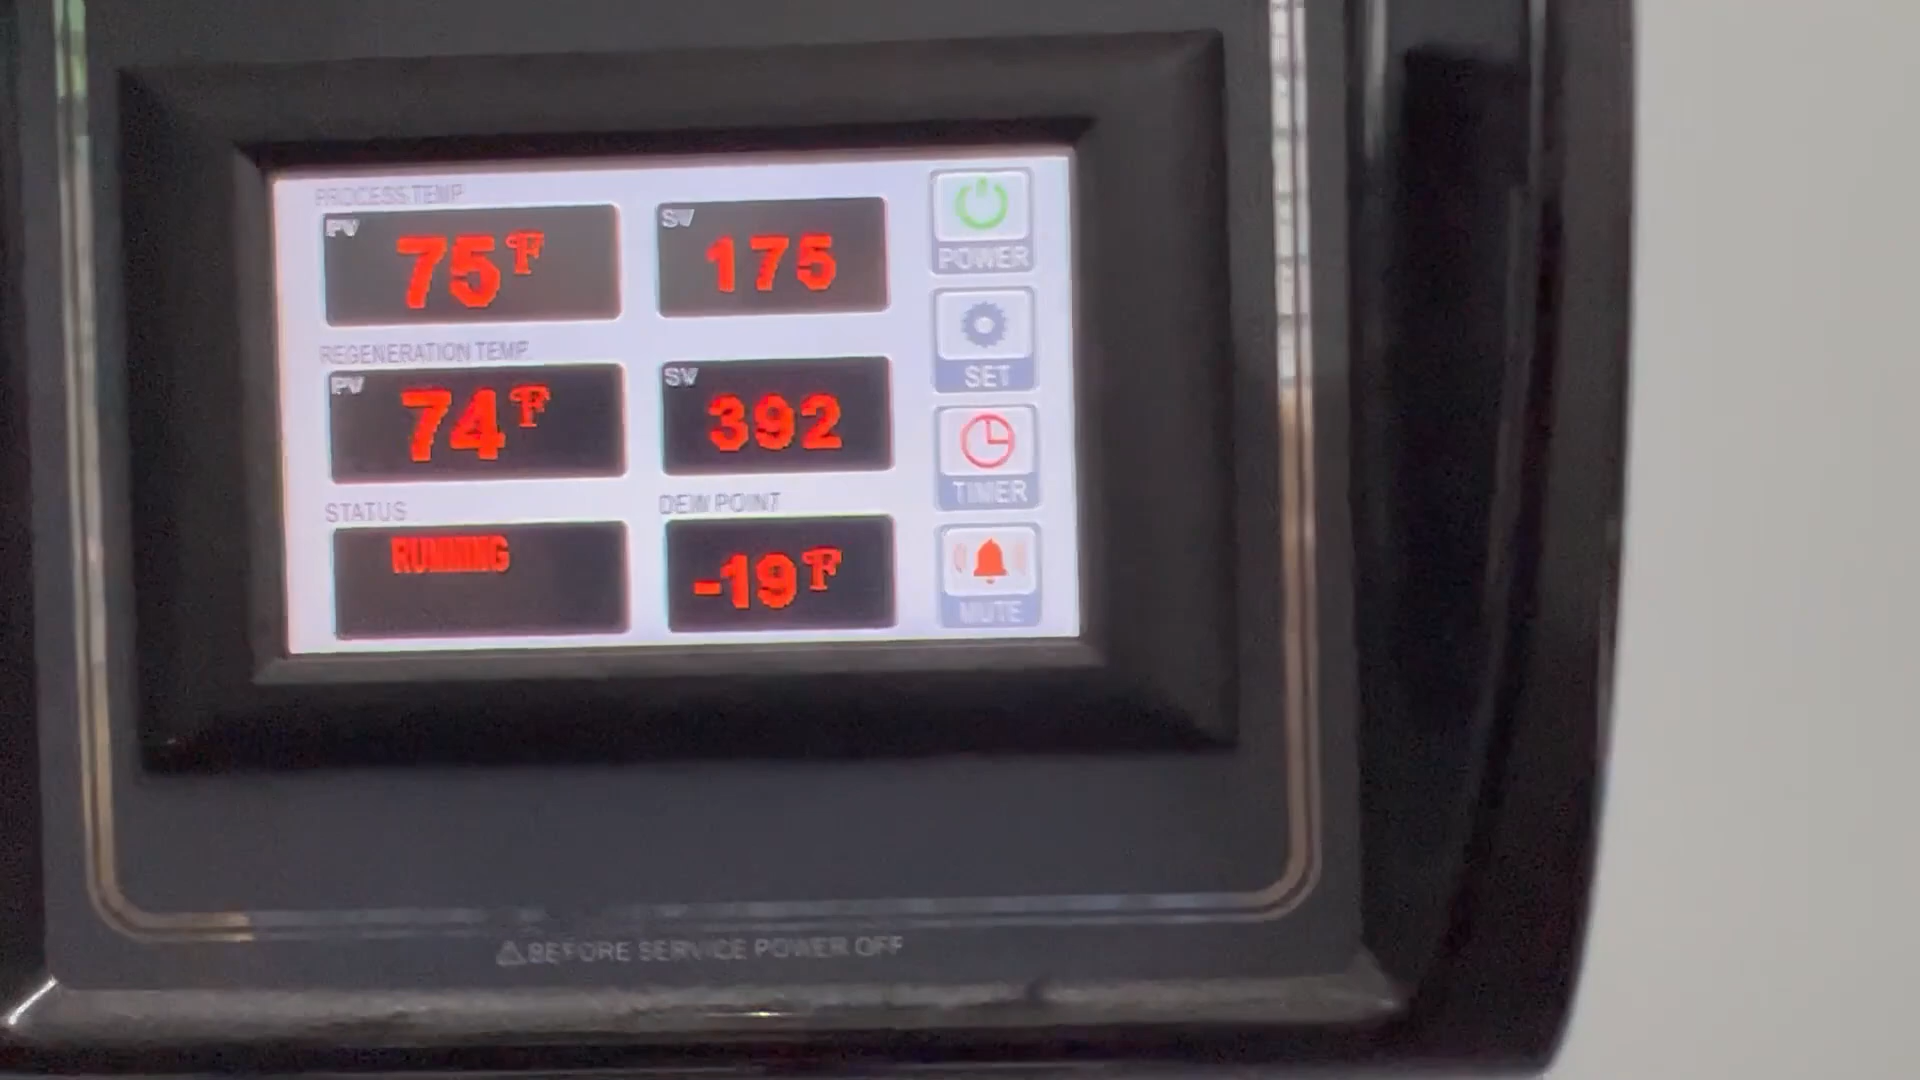 PROCESS TEMP
PV 75°F
SV 175
POWER
SET
REGENERATION TEMP.
PV 74°F
SV 392
TIMER
STATUS
RUNNING
DEW POINT
-19°F
MUTE
⚠BEFORE SERVICE POWER OFF